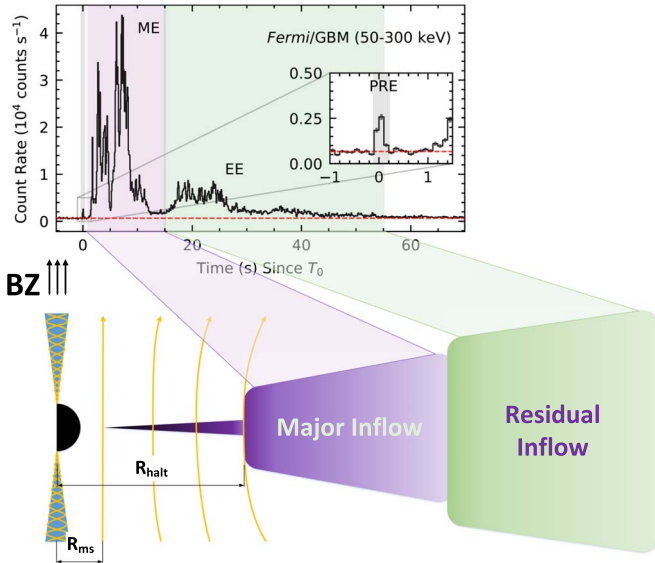 ME
Fermi/GBM (50-300 keV)
PRE
EE
Count Rate (10⁴ counts s⁻¹)
4
3
2
1
0
0.50
0.25
0.00
−1
0
1
0
20
40
60
Time (s) Since T₀
BZ
Major Inflow
Residual
Inflow
R_halt
R_ms